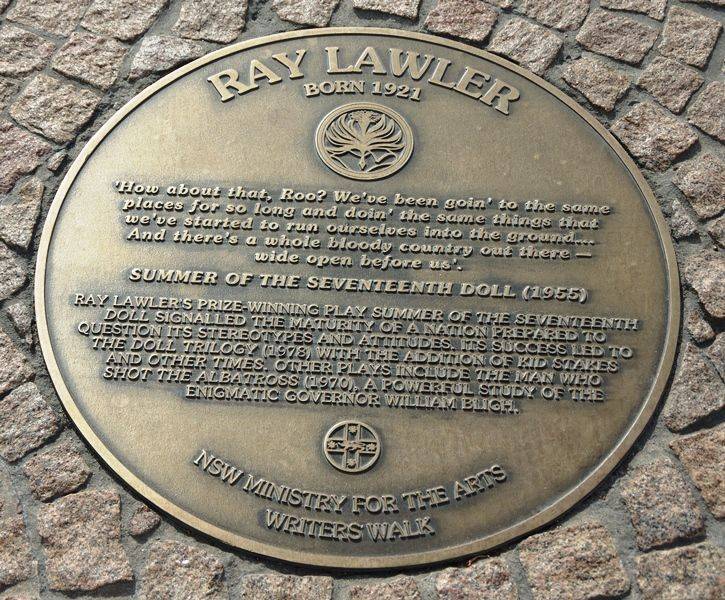 RAY LAWLER
BORN 1921
'How about that, Roo? We've been goin' to the same
places for so long and doin' the same things that
we've started to run ourselves into the ground...
And there's a whole bloody country out there —
wide open before us'.
SUMMER OF THE SEVENTEENTH DOLL (1955)
RAY LAWLER'S PRIZE-WINNING PLAY SUMMER OF THE SEVENTEENTH
DOLL SIGNALLED THE MATURITY OF A NATION PREPARED TO
QUESTION ITS STEREOTYPES AND ATTITUDES. ITS SUCCESS LED TO
THE DOLL TRILOGY (1978) WITH THE ADDITION OF KID STAKES
AND OTHER TIMES. OTHER PLAYS INCLUDE THE MAN WHO
SHOT THE ALBATROSS (1970), A POWERFUL STUDY OF THE
ENIGMATIC GOVERNOR WILLIAM BLIGH.
NSW MINISTRY FOR THE ARTS
WRITERS WALK